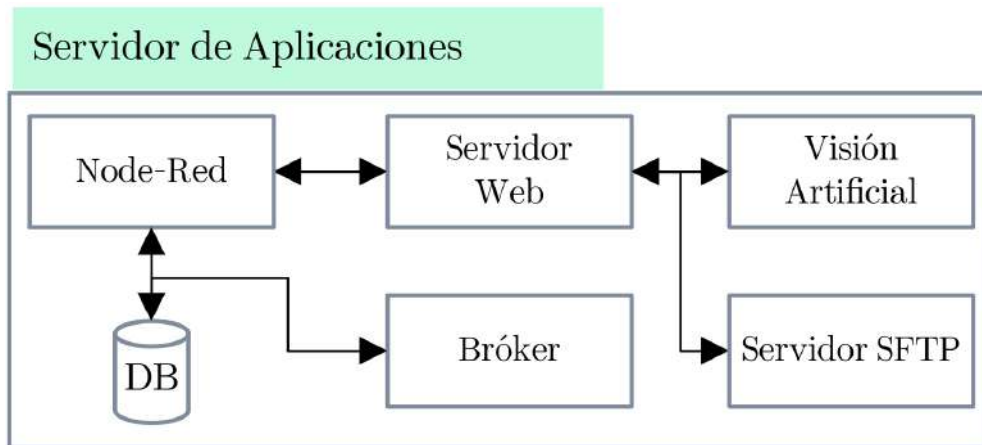 Servidor de Aplicaciones
Node-Red
Servidor
Web
Visión
Artificial
DB
Bróker
Servidor SFTP